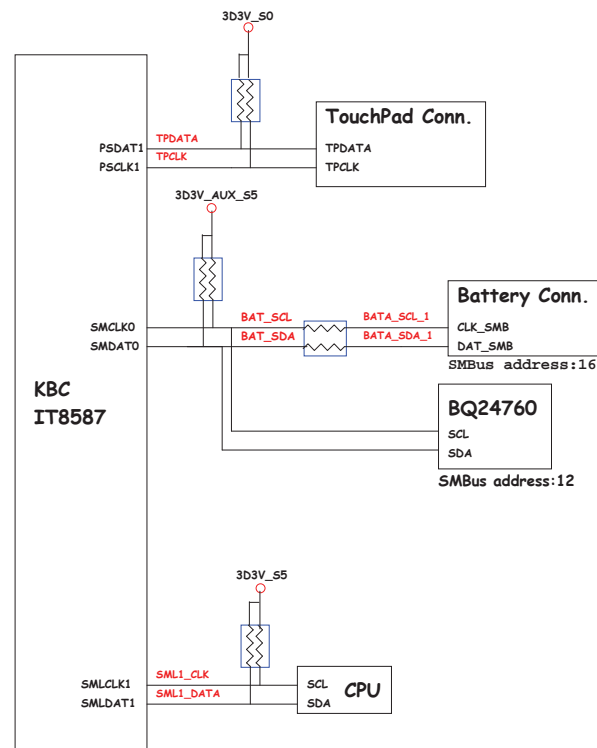 3D3V_S0
TouchPad Conn.
TPDATA
PSDAT1
TPDATA
TPCLK
PSCLK1
TPCLK
3D3V_AUX_S5
Battery Conn.
BAT_SCL
BATA_SCL_1
SMCLK0
CLK_SMB
BAT_SDA
BATA_SDA_1
SMDAT0
DAT_SMB
SMBus address:16
KBC
IT8587
BQ24760
SCL
SDA
SMBus address:12
3D3V_S5
SML1_CLK
SMLCLK1
SCL
CPU
SML1_DATA
SMLDAT1
SDA